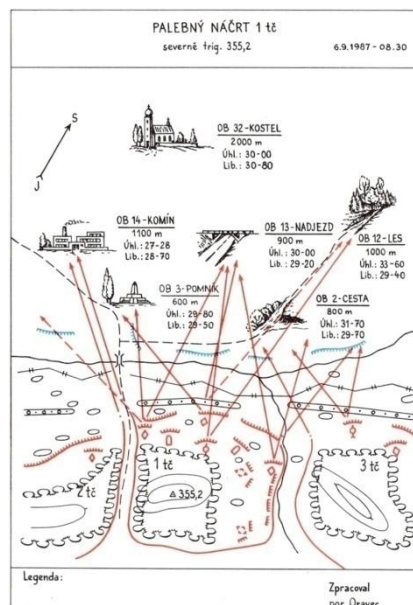 PALEBNÝ NÁČRT 1 tč
severně trig. 355,2
6.9.1987 - 08.30
S
J
OB 32-KOSTEL
2000 m
Úhl.: 30-00
Lib.: 30-80
OB 14-KOMÍN
1100 m
Úhl.: 27-28
Lib.: 28-70
OB 13-NADJEZD
900 m
Úhl.: 30-00
Lib.: 29-20
OB 12-LES
1000 m
Úhl.: 33-60
Lib.: 29-40
OB 3-POMNÍK
600 m
Úhl.: 29-80
Lib.: 29-50
OB 2-CESTA
800 m
Úhl.: 31-70
Lib.: 29-70
2 tč
1 tč
355,2
3 tč
Legenda:
Zpracoval